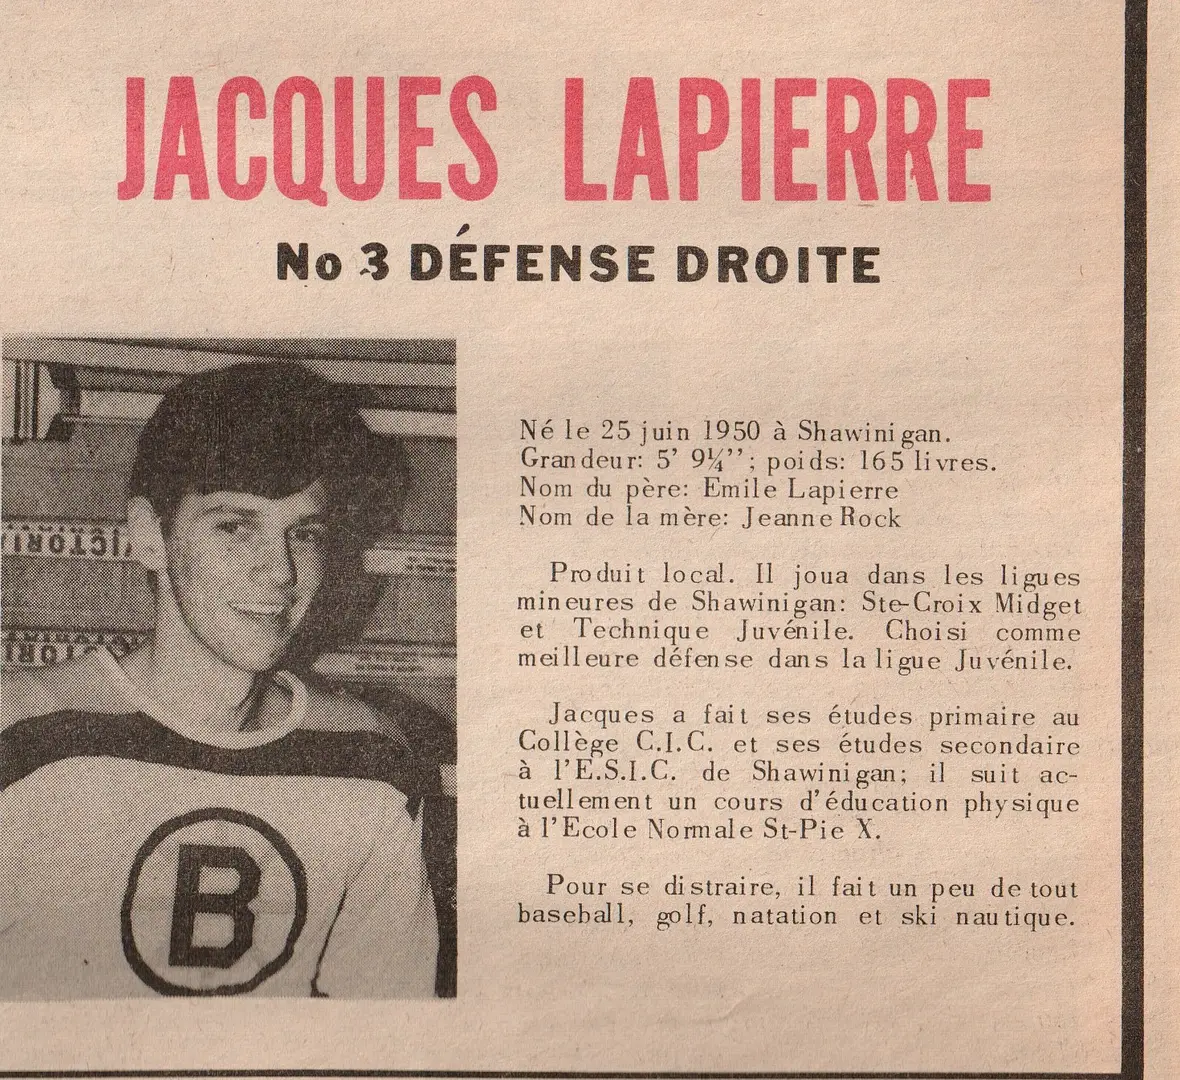 JACQUES LAPIERRE
No 3 DÉFENSE DROITE
Né le 25 juin 1950 à Shawinigan.
Grandeur: 5’ 9¼’’; poids: 165 livres.
Nom du père: Emile Lapierre
Nom de la mère: Jeanne Rock
Produit local. Il joua dans les ligues
mineures de Shawinigan: Ste-Croix Midget
et Technique Juvénile. Choisi comme
meilleure défense dans la ligue Juvénile.
Jacques a fait ses études primaire au
Collège C.I.C. et ses études secondaire
à l’E.S.I.C. de Shawinigan; il suit ac-
tuellement un cours d’éducation physique
à l’Ecole Normale St-Pie X.
Pour se distraire, il fait un peu de tout
baseball, golf, natation et ski nautique.
VICTORIA
VICTORIA
B